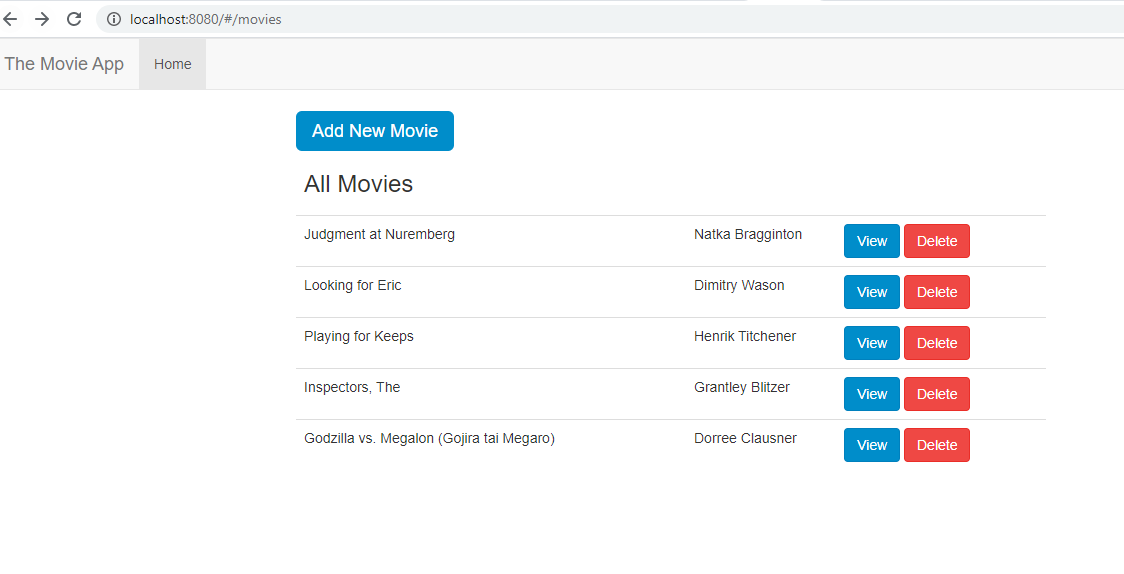 localhost:8080/#/movies
The Movie App Home
Add New Movie
All Movies
Judgment at Nuremberg Natka Bragginton View Delete
Looking for Eric Dimitry Wason View Delete
Playing for Keeps Henrik Titchener View Delete
Inspectors, The Grantley Blitzer View Delete
Godzilla vs. Megalon (Gojira tai Megaro) Dorree Clausner View Delete